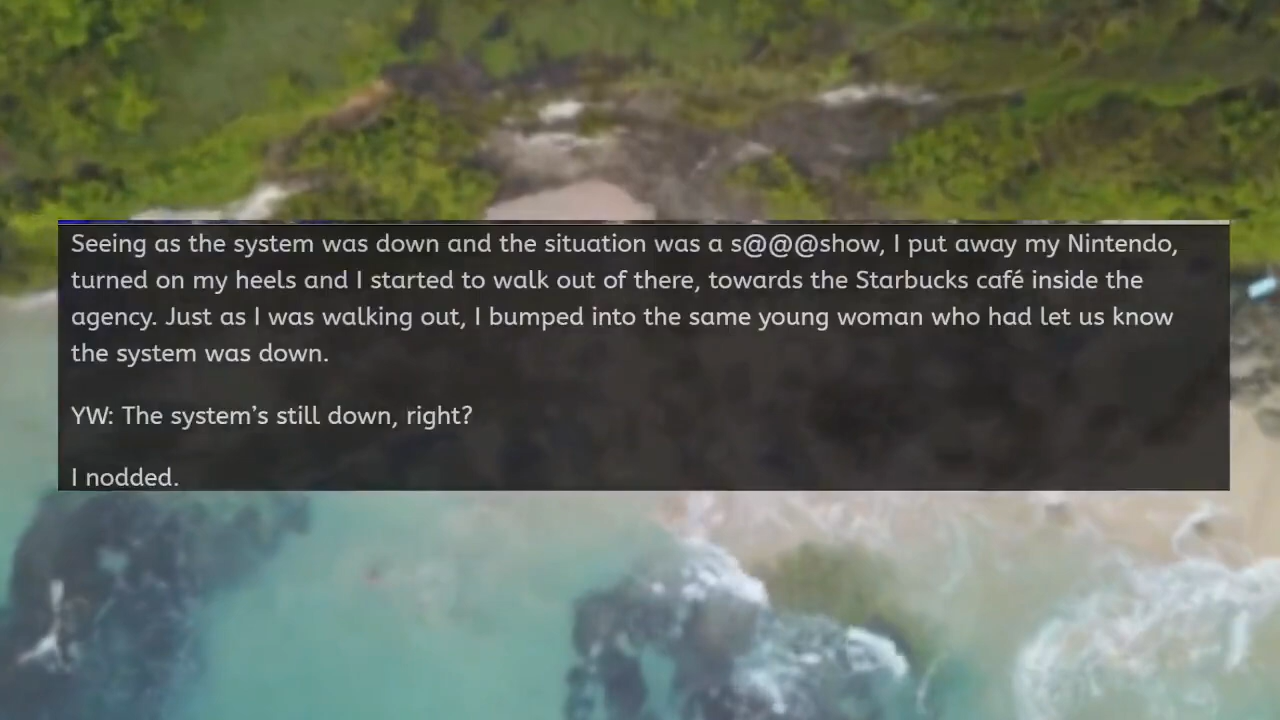 Seeing as the system was down and the situation was a s@@@show, I put away my Nintendo,
turned on my heels and I started to walk out of there, towards the Starbucks café inside the
agency. Just as I was walking out, I bumped into the same young woman who had let us know
the system was down.
YW: The system’s still down, right?
I nodded.